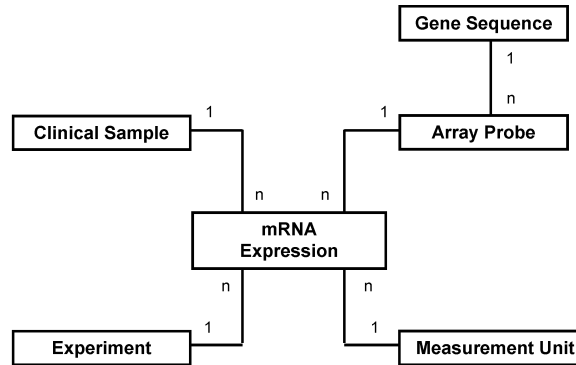 Gene Sequence
1
n
1
1
Clinical Sample
Array Probe
n
n
mRNA
Expression
n
n
1
1
Experiment
Measurement Unit